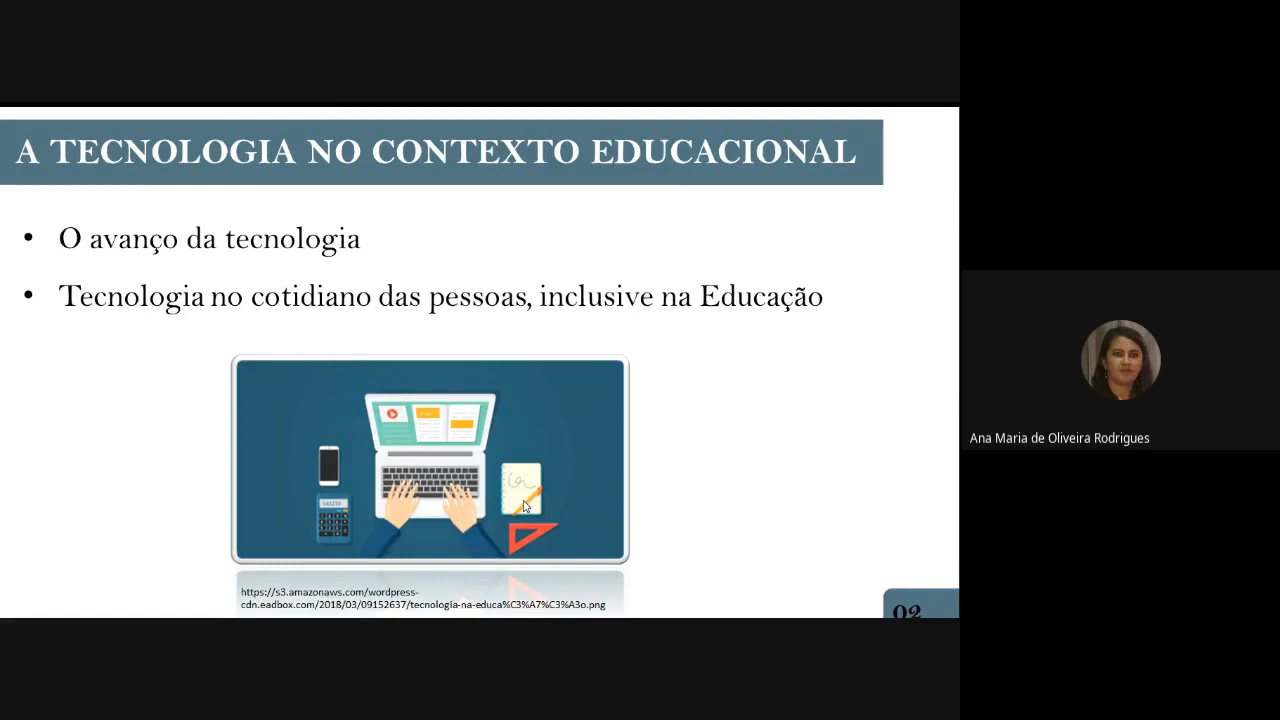 A TECNOLOGIA NO CONTEXTO EDUCACIONAL
• O avanço da tecnologia
• Tecnologia no cotidiano das pessoas, inclusive na Educação
https://s3.amazonaws.com/wordpress-
cdn.eadbox.com/2018/03/09152637/tecnologia-na-educa%C3%A7%C3%A3o.png
02
Ana Maria de Oliveira Rodrigues